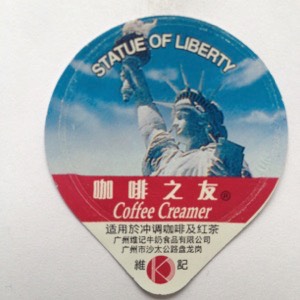 STATUE OF LIBERTY
咖啡之友®
Coffee Creamer
适用於冲调咖啡及红茶
广州维记牛奶食品有限公司
广州市沙太公路盘龙岗
維 K 記